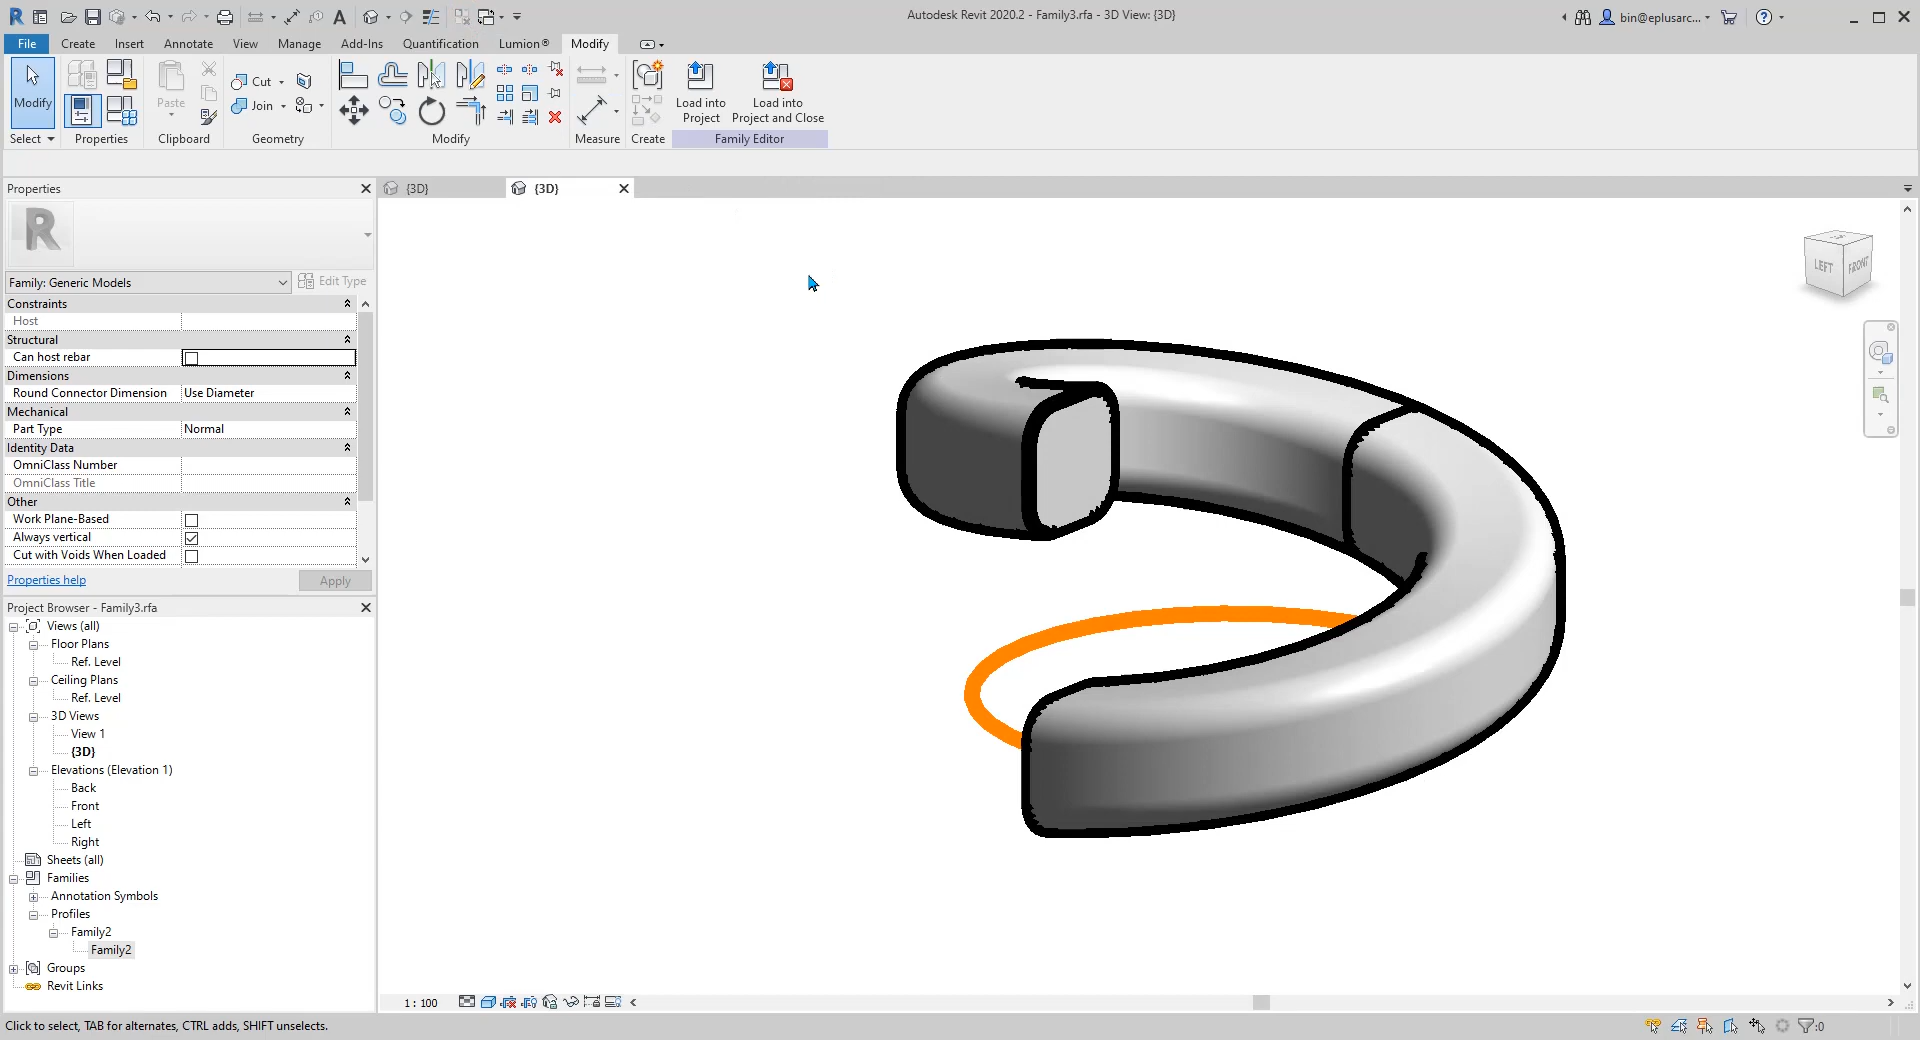 Autodesk Revit 2020.2 - Family3.rfa - 3D View: {3D}
bin@eplusarc...
File Create Insert Annotate View Manage Add-Ins Quantification Lumion® Modify
Modify
Paste
Cut
Join
Load into Project
Load into Project and Close
Select Properties Clipboard Geometry Modify Measure Create Family Editor
Properties
{3D}
{3D}
R
Family: Generic Models
Edit Type
Constraints
Host
Structural
Can host rebar
Dimensions
Round Connector Dimension Use Diameter
Mechanical
Part Type Normal
Identity Data
OmniClass Number
OmniClass Title
Other
Work Plane-Based
Always vertical
Cut with Voids When Loaded
Properties help
Apply
LEFT
FRONT
Project Browser - Family3.rfa
Views (all)
Floor Plans
Ref. Level
Ceiling Plans
Ref. Level
3D Views
View 1
{3D}
Elevations (Elevation 1)
Back
Front
Left
Right
Sheets (all)
Families
Annotation Symbols
Profiles
Family2
Family2
Groups
Revit Links
1 : 100
Click to select, TAB for alternates, CTRL adds, SHIFT unselects.
:0